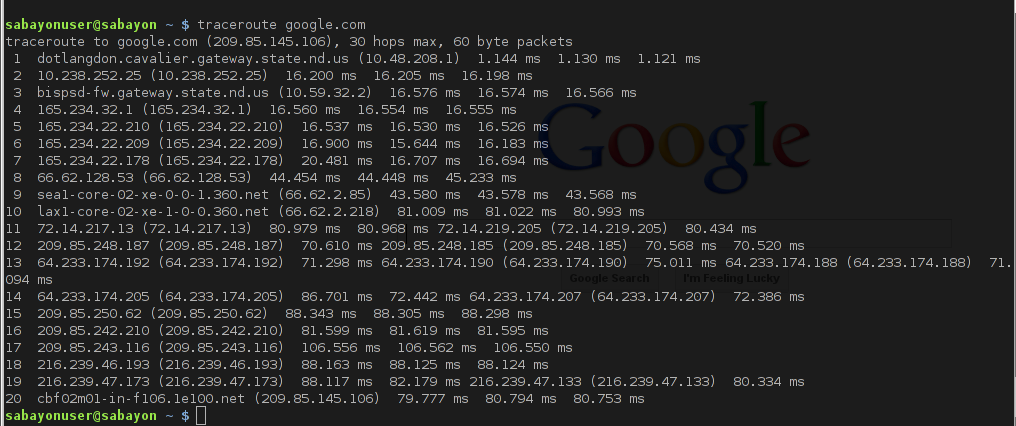 sabayonuser@sabayon ~ $ traceroute google.com
traceroute to google.com (209.85.145.106), 30 hops max, 60 byte packets
 1  dotlangdon.cavalier.gateway.state.nd.us (10.48.208.1)  1.144 ms  1.130 ms  1.121 ms
 2  10.238.252.25 (10.238.252.25)  16.200 ms  16.205 ms  16.198 ms
 3  bispsd-fw.gateway.state.nd.us (10.59.32.2)  16.576 ms  16.574 ms  16.566 ms
 4  165.234.32.1 (165.234.32.1)  16.560 ms  16.554 ms  16.555 ms
 5  165.234.22.210 (165.234.22.210)  16.537 ms  16.530 ms  16.526 ms
 6  165.234.22.209 (165.234.22.209)  16.900 ms  15.644 ms  16.183 ms
 7  165.234.22.178 (165.234.22.178)  20.481 ms  16.707 ms  16.694 ms
 8  66.62.128.53 (66.62.128.53)  44.454 ms  44.448 ms  45.233 ms
 9  sea1-core-02-xe-0-0-1.360.net (66.62.2.85)  43.580 ms  43.578 ms  43.568 ms
10  lax1-core-02-xe-1-0-0.360.net (66.62.2.218)  81.009 ms  81.022 ms  80.993 ms
11  72.14.217.13 (72.14.217.13)  80.979 ms  80.968 ms 72.14.219.205 (72.14.219.205)  80.434 ms
12  209.85.248.187 (209.85.248.187)  70.610 ms 209.85.248.185 (209.85.248.185)  70.568 ms  70.520 ms
13  64.233.174.192 (64.233.174.192)  71.298 ms 64.233.174.190 (64.233.174.190)  75.011 ms 64.233.174.188 (64.233.174.188)  71.
094 ms
14  64.233.174.205 (64.233.174.205)  86.701 ms  72.442 ms 64.233.174.207 (64.233.174.207)  72.386 ms
15  209.85.250.62 (209.85.250.62)  88.343 ms  88.305 ms  88.298 ms
16  209.85.242.210 (209.85.242.210)  81.599 ms  81.619 ms  81.595 ms
17  209.85.243.116 (209.85.243.116)  106.556 ms  106.562 ms  106.550 ms
18  216.239.46.193 (216.239.46.193)  88.163 ms  88.125 ms  88.124 ms
19  216.239.47.173 (216.239.47.173)  88.117 ms  82.179 ms 216.239.47.133 (216.239.47.133)  80.334 ms
20  cbf02m01-in-f106.1e100.net (209.85.145.106)  79.777 ms  80.794 ms  80.753 ms
sabayonuser@sabayon ~ $
Google
Google Search
I'm Feeling Lucky